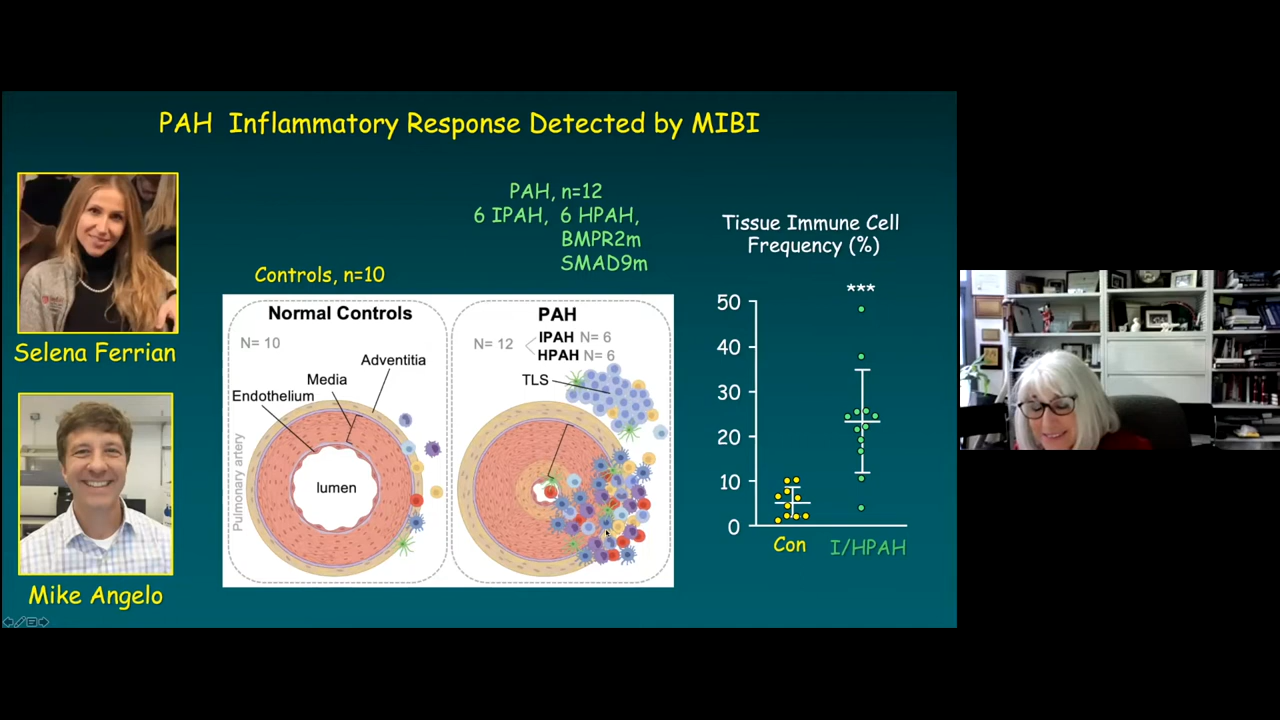 PAH Inflammatory Response Detected by MIBI
Selena Ferrian
Mike Angelo
Controls, n=10
PAH, n=12
6 IPAH, 6 HPAH,
BMPR2m
SMAD9m
Normal Controls
N= 10
Adventitia
Media
Endothelium
lumen
Pulmonary artery
PAH
N= 12
IPAH N= 6
HPAH N= 6
TLS
Tissue Immune Cell
Frequency (%)
***
50
40
30
20
10
0
Con
I/HPAH